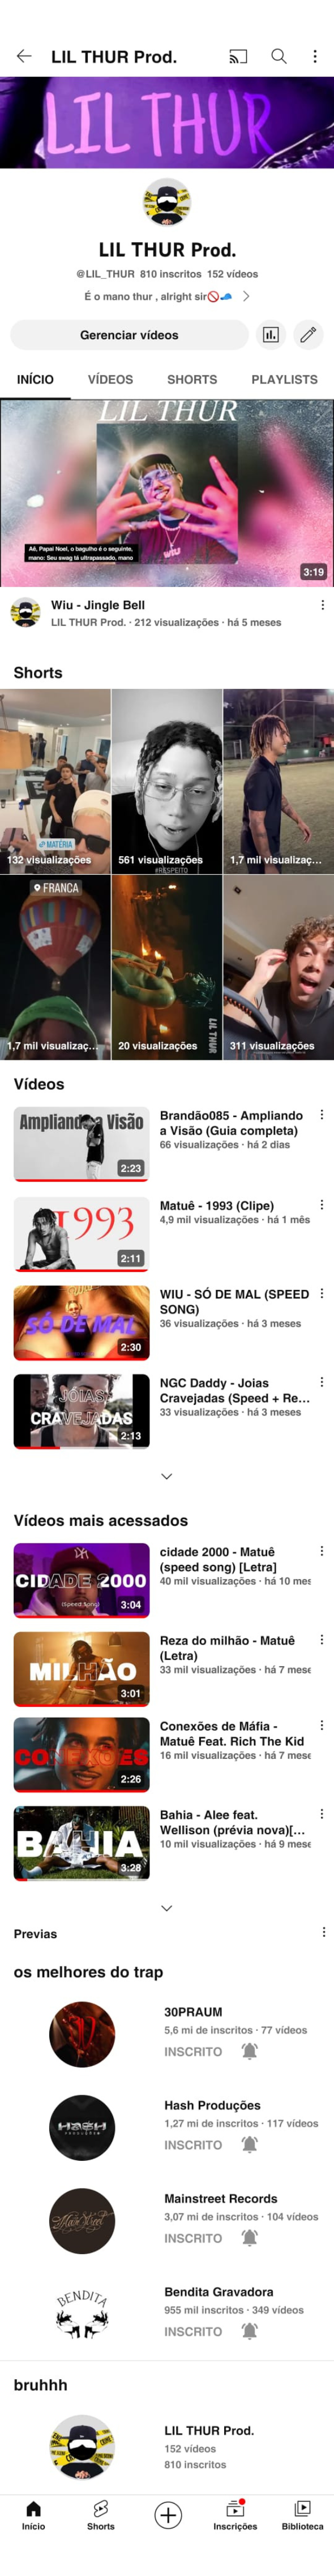 LIL THUR Prod.
LIL THUR
LIL THUR Prod.
@LIL_THUR 810 inscritos 152 vídeos
É o mano thur , alright sir
Gerenciar vídeos
INÍCIO VÍDEOS SHORTS PLAYLISTS
LIL THUR
WIU
Aê, Papai Noel, o bagulho é o seguinte,
mano: Seu swag tá ultrapassado, mano
3:19
Wiu - Jingle Bell
LIL THUR Prod. · 212 visualizações · há 5 meses
Shorts
MATÉRIA
132 visualizações
561 visualizações
#RESPEITO
1,7 mil visualizaç...
FRANCA
1,7 mil visualizaç...
20 visualizações
LIL THUR
311 visualizações
Vídeos
Ampliando a Visão
2:23
Brandão085 - Ampliando
a Visão (Guia completa)
66 visualizações · há 2 dias
1993
2:11
Matuê - 1993 (Clipe)
4,9 mil visualizações · há 1 mês
SÓ DE MAL
2:30
WIU - SÓ DE MAL (SPEED
SONG)
36 visualizações · há 3 meses
JOIAS
CRAVEJADAS
2:13
NGC Daddy - Joias
Cravejadas (Speed + Re...
33 visualizações · há 3 meses
Vídeos mais acessados
CIDADE 2000
(Speed Song)
3:04
cidade 2000 - Matuê
(speed song) [Letra]
40 mil visualizações · há 10 mes
MILHÃO
3:01
Reza do milhão - Matuê
(Letra)
33 mil visualizações · há 7 mese
CONEXÕES
2:26
Conexões de Máfia -
Matuê Feat. Rich The Kid
16 mil visualizações · há 7 mese
BAHIA
3:28
Bahia - Alee feat.
Wellison (prévia nova)[...
10 mil visualizações · há 9 mese
Previas
os melhores do trap
30PRAUM
5,6 mi de inscritos · 77 vídeos
INSCRITO
HASH
Hash Produções
1,27 mi de inscritos · 117 vídeos
INSCRITO
MainStreet
Mainstreet Records
3,07 mi de inscritos · 104 vídeos
INSCRITO
BENDITA
Bendita Gravadora
955 mil inscritos · 349 vídeos
INSCRITO
bruhhh
LIL THUR Prod.
152 vídeos
810 inscritos
Início Shorts Inscrições Biblioteca